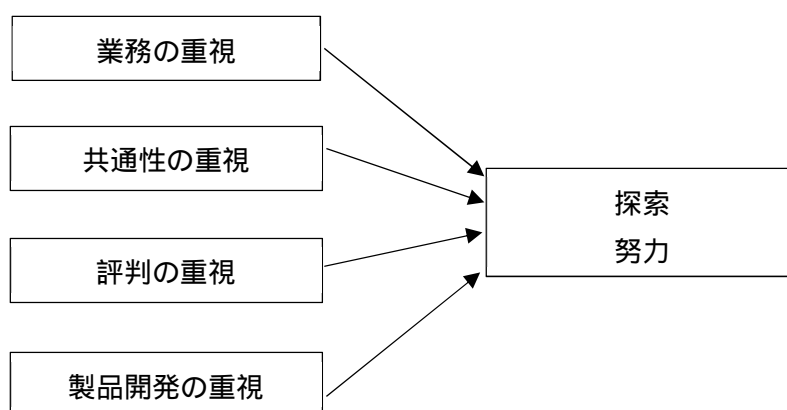 業務の重視
共通性の重視
評判の重視
製品開発の重視
探索
努力